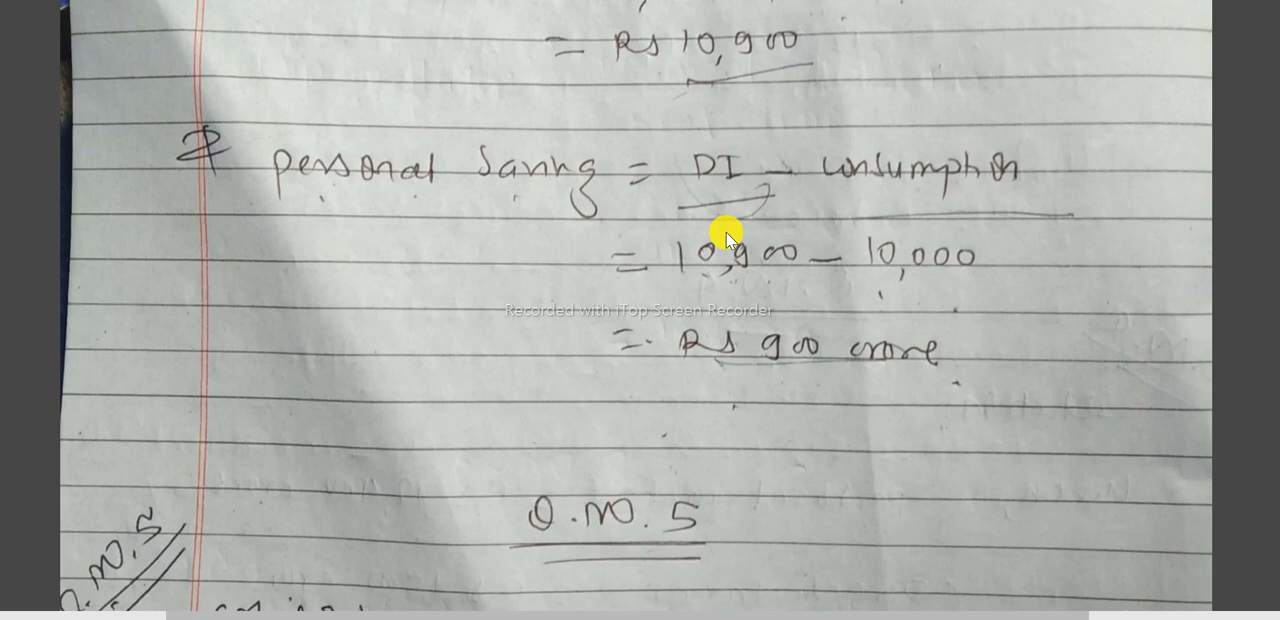 = Rs 10,900
# personal Saving = DI - Consumption
= 10,900 - 10,000
Recorded with iTop Screen Recorder
= Rs 900 crore
Q.NO.5
Q.NO.5